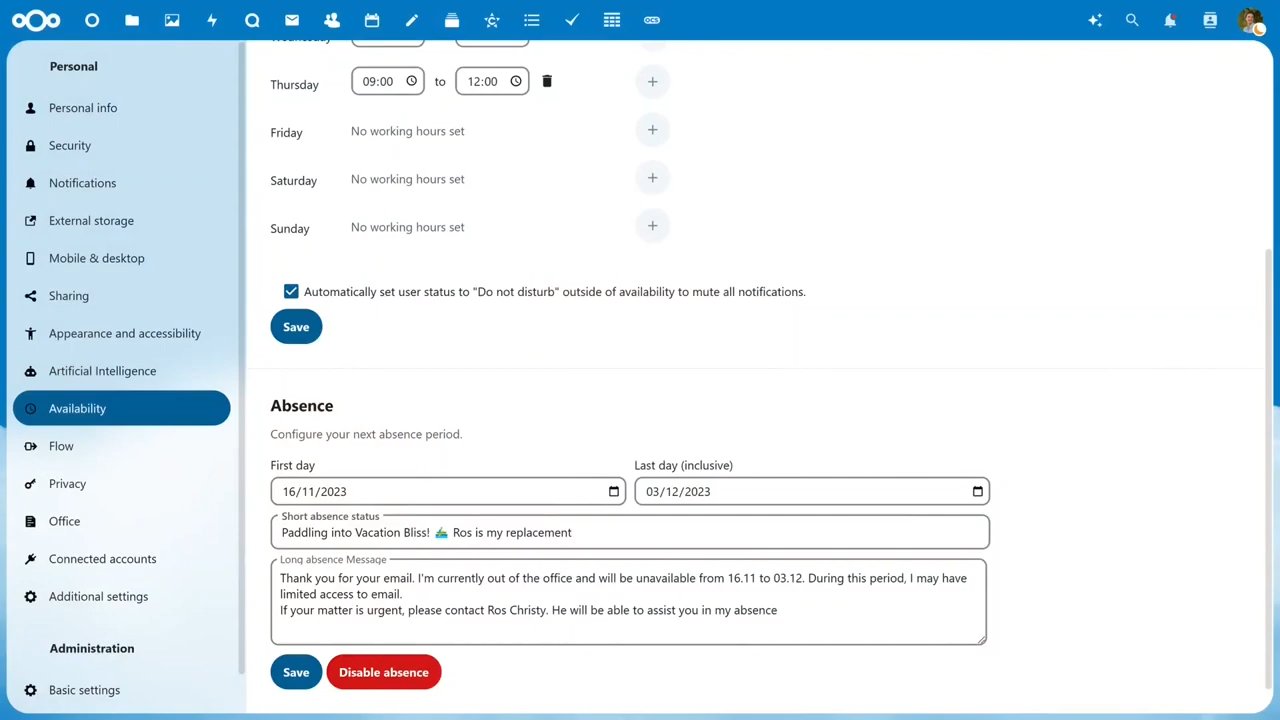 Personal
Personal info
Security
Notifications
External storage
Mobile & desktop
Sharing
Appearance and accessibility
Artificial Intelligence
Availability
Flow
Privacy
Office
Connected accounts
Additional settings
Administration
Basic settings
Thursday 09:00 to 12:00
Friday No working hours set
Saturday No working hours set
Sunday No working hours set
Automatically set user status to "Do not disturb" outside of availability to mute all notifications.
Save
Absence
Configure your next absence period.
First day Last day (inclusive)
16/11/2023 03/12/2023
Short absence status
Paddling into Vacation Bliss! 🚣 Ros is my replacement
Long absence Message
Thank you for your email. I'm currently out of the office and will be unavailable from 16.11 to 03.12. During this period, I may have
limited access to email.
If your matter is urgent, please contact Ros Christy. He will be able to assist you in my absence
Save Disable absence